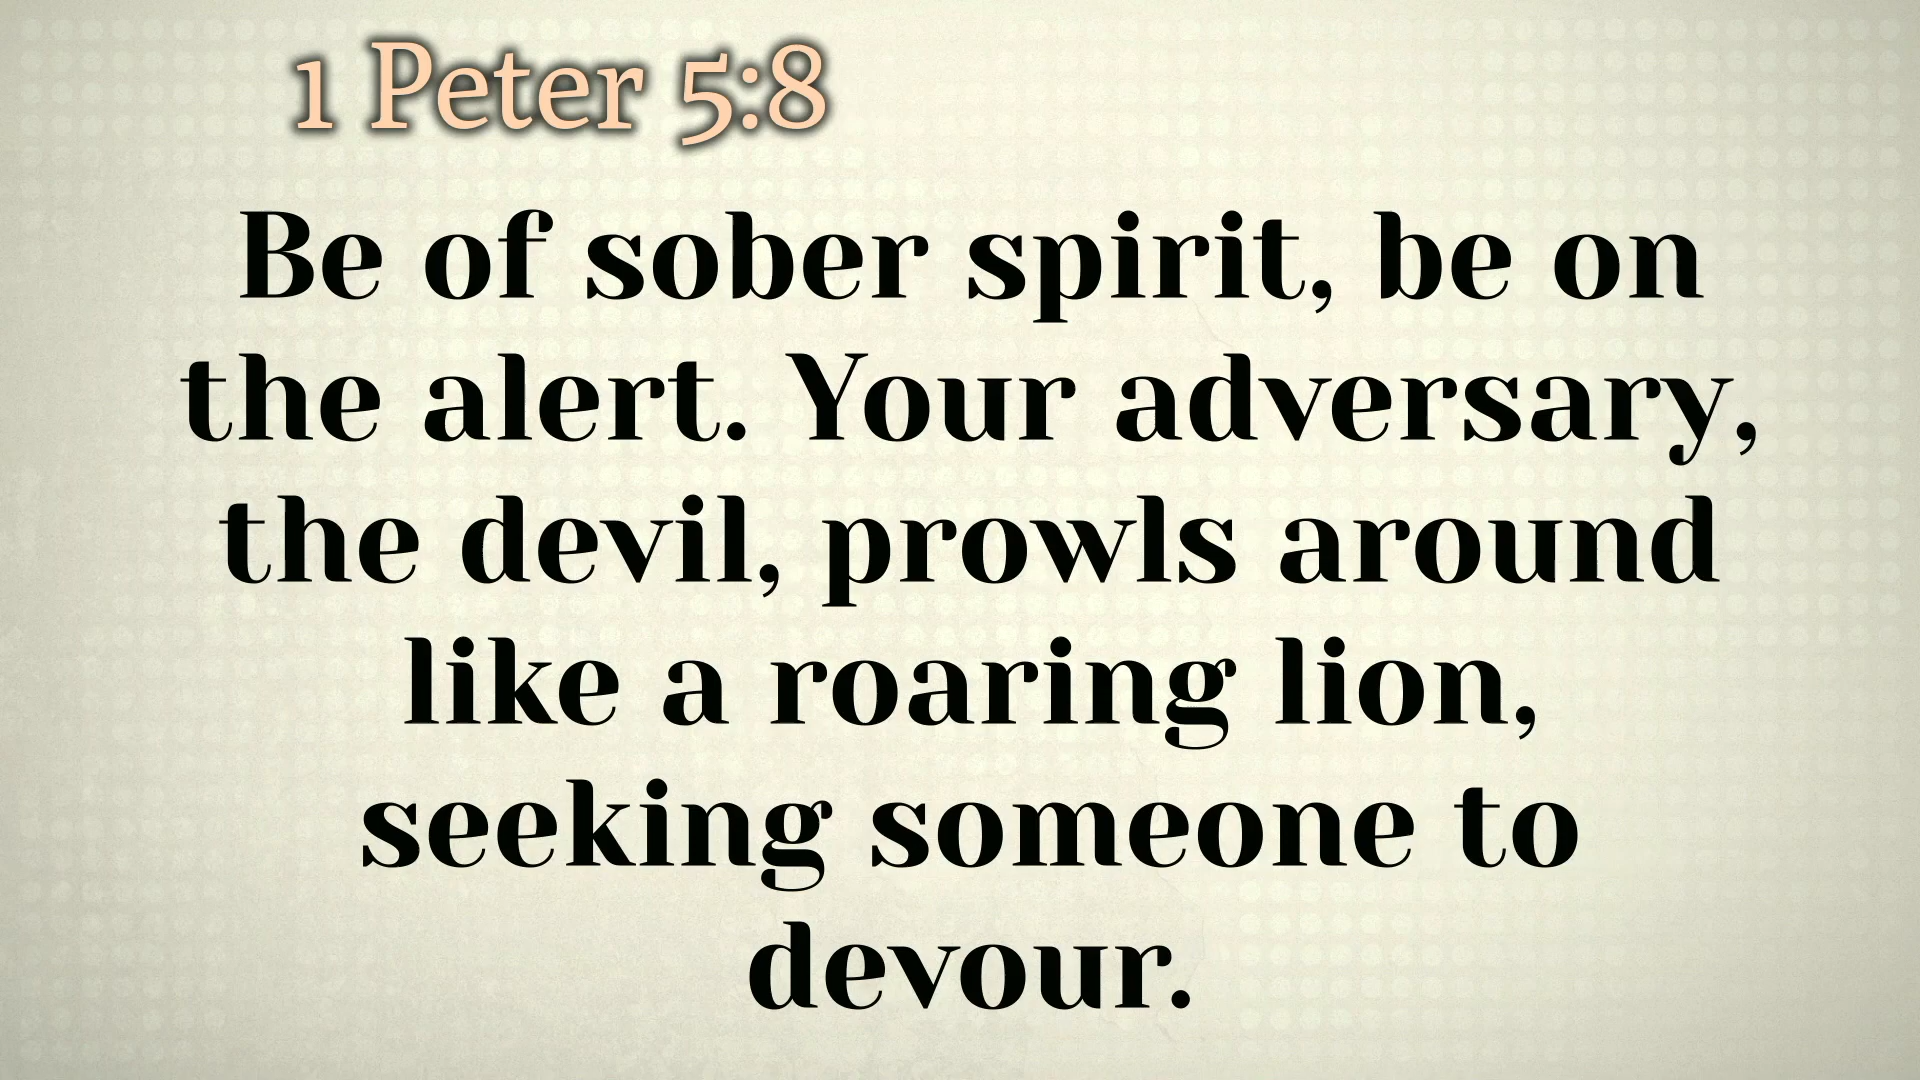 1 Peter 5:8
Be of sober spirit, be on
the alert. Your adversary,
the devil, prowls around
like a roaring lion,
seeking someone to
devour.